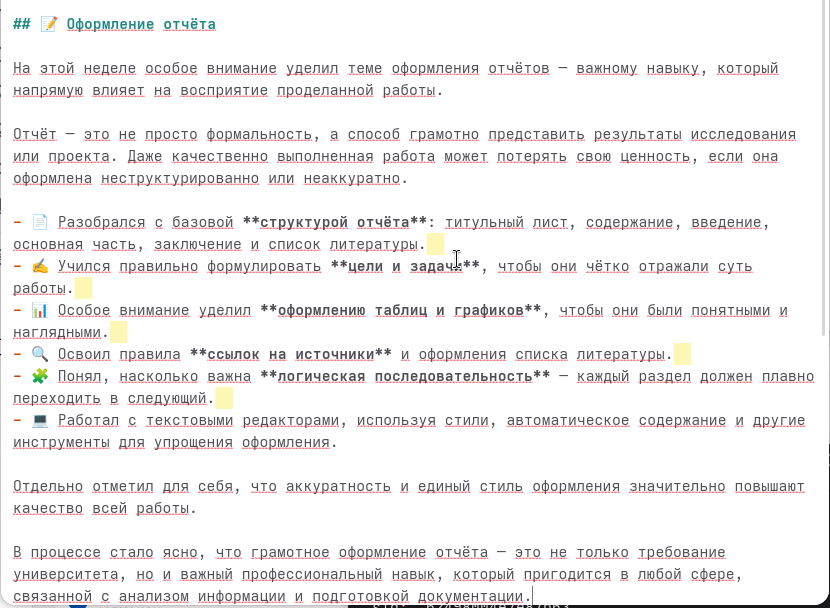 ## 📝 Оформление отчёта
На этой неделе особое внимание уделил теме оформления отчётов — важному навыку, который
напрямую влияет на восприятие проделанной работы.
Отчёт — это не просто формальность, а способ грамотно представить результаты исследования
или проекта. Даже качественно выполненная работа может потерять свою ценность, если она
оформлена неструктурированно или неаккуратно.
- 📄 Разобрался с базовой **структурой отчёта**: титульный лист, содержание, введение,
основная часть, заключение и список литературы.
- ✍️ Учился правильно формулировать **цели и задачи**, чтобы они чётко отражали суть
работы.
- 📊 Особое внимание уделил **оформлению таблиц и графиков**, чтобы они были понятными и
наглядными.
- 🔍 Освоил правила **ссылок на источники** и оформления списка литературы.
- 🧩 Понял, насколько важна **логическая последовательность** — каждый раздел должен плавно
переходить в следующий.
- 💻 Работал с текстовыми редакторами, используя стили, автоматическое содержание и другие
инструменты для упрощения оформления.
Отдельно отметил для себя, что аккуратность и единый стиль оформления значительно повышают
качество всей работы.
В процессе стало ясно, что грамотное оформление отчёта — это не только требование
университета, но и важный профессиональный навык, который пригодится в любой сфере,
связанной с анализом информации и подготовкой документации.